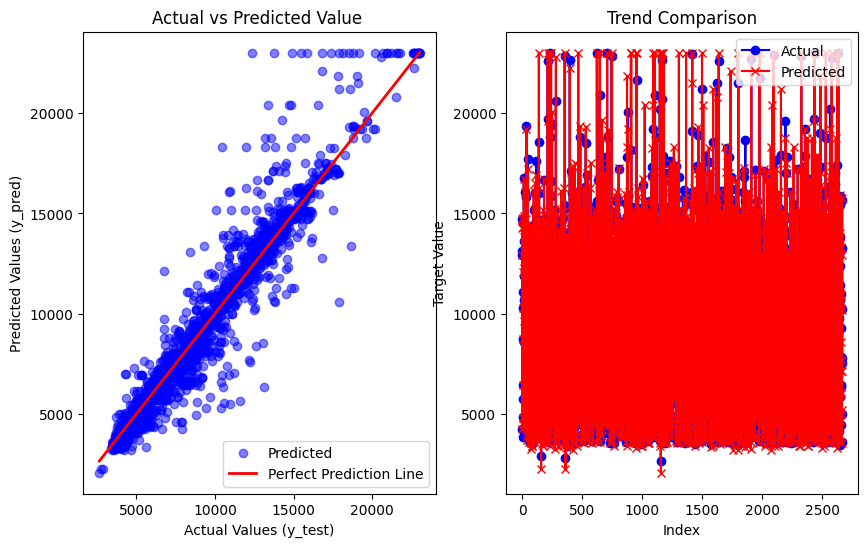 Actual vs Predicted Value
Predicted Values (y_pred)
20000
15000
10000
5000
5000 10000 15000 20000
Actual Values (y_test)
Predicted
Perfect Prediction Line
Trend Comparison
Target Value
20000
15000
10000
5000
0 500 1000 1500 2000 2500
Index
Actual
Predicted